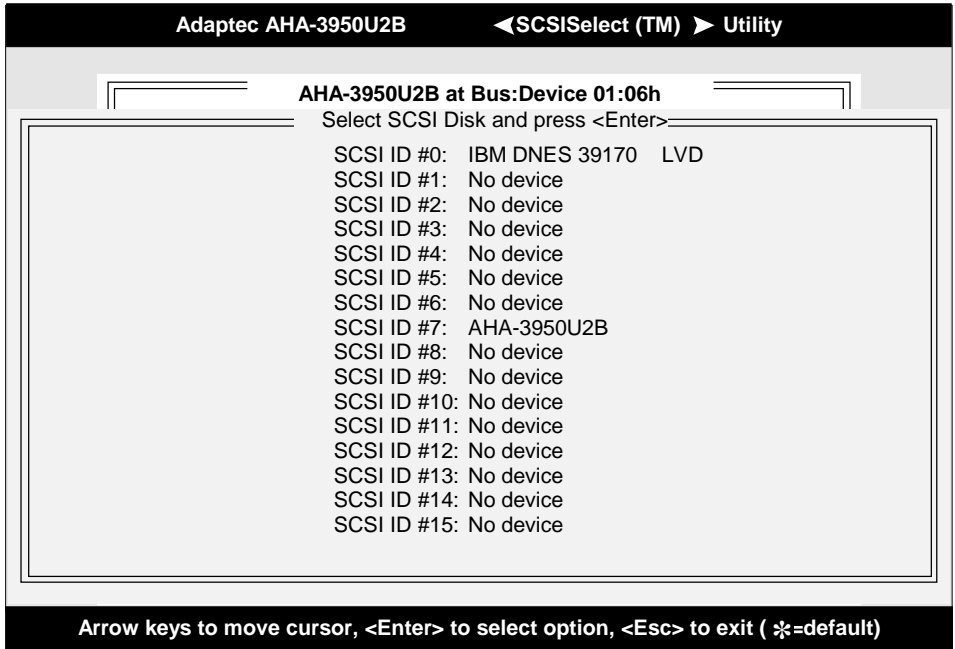 Adaptec AHA-3950U2B ◄SCSISelect (TM) ➤ Utility
AHA-3950U2B at Bus:Device 01:06h
Select SCSI Disk and press <Enter>
SCSI ID #0: IBM DNES 39170 LVD
SCSI ID #1: No device
SCSI ID #2: No device
SCSI ID #3: No device
SCSI ID #4: No device
SCSI ID #5: No device
SCSI ID #6: No device
SCSI ID #7: AHA-3950U2B
SCSI ID #8: No device
SCSI ID #9: No device
SCSI ID #10: No device
SCSI ID #11: No device
SCSI ID #12: No device
SCSI ID #13: No device
SCSI ID #14: No device
SCSI ID #15: No device
Arrow keys to move cursor, <Enter> to select option, <Esc> to exit ( ✻=default)